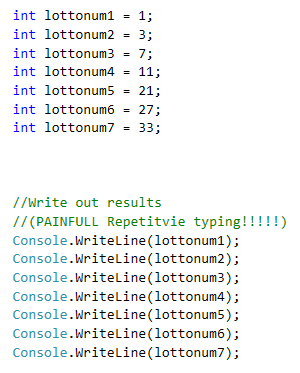 int lottonum1 = 1;
int lottonum2 = 3;
int lottonum3 = 7;
int lottonum4 = 11;
int lottonum5 = 21;
int lottonum6 = 27;
int lottonum7 = 33;
//Write out results
//(PAINFULL Repetitvie typing!!!!!)
Console.WriteLine(lottonum1);
Console.WriteLine(lottonum2);
Console.WriteLine(lottonum3);
Console.WriteLine(lottonum4);
Console.WriteLine(lottonum5);
Console.WriteLine(lottonum6);
Console.WriteLine(lottonum7);